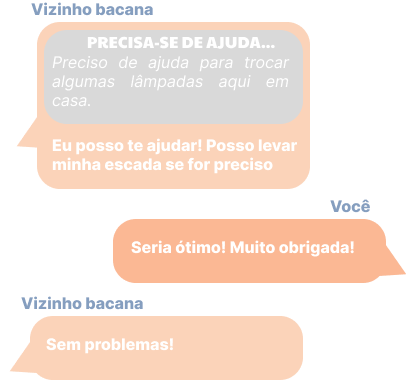 Vizinho bacana
PRECISA-SE DE AJUDA...
Preciso de ajuda para trocar
algumas lâmpadas aqui em
casa.
Eu posso te ajudar! Posso levar
minha escada se for preciso
Você
Seria ótimo! Muito obrigada!
Vizinho bacana
Sem problemas!